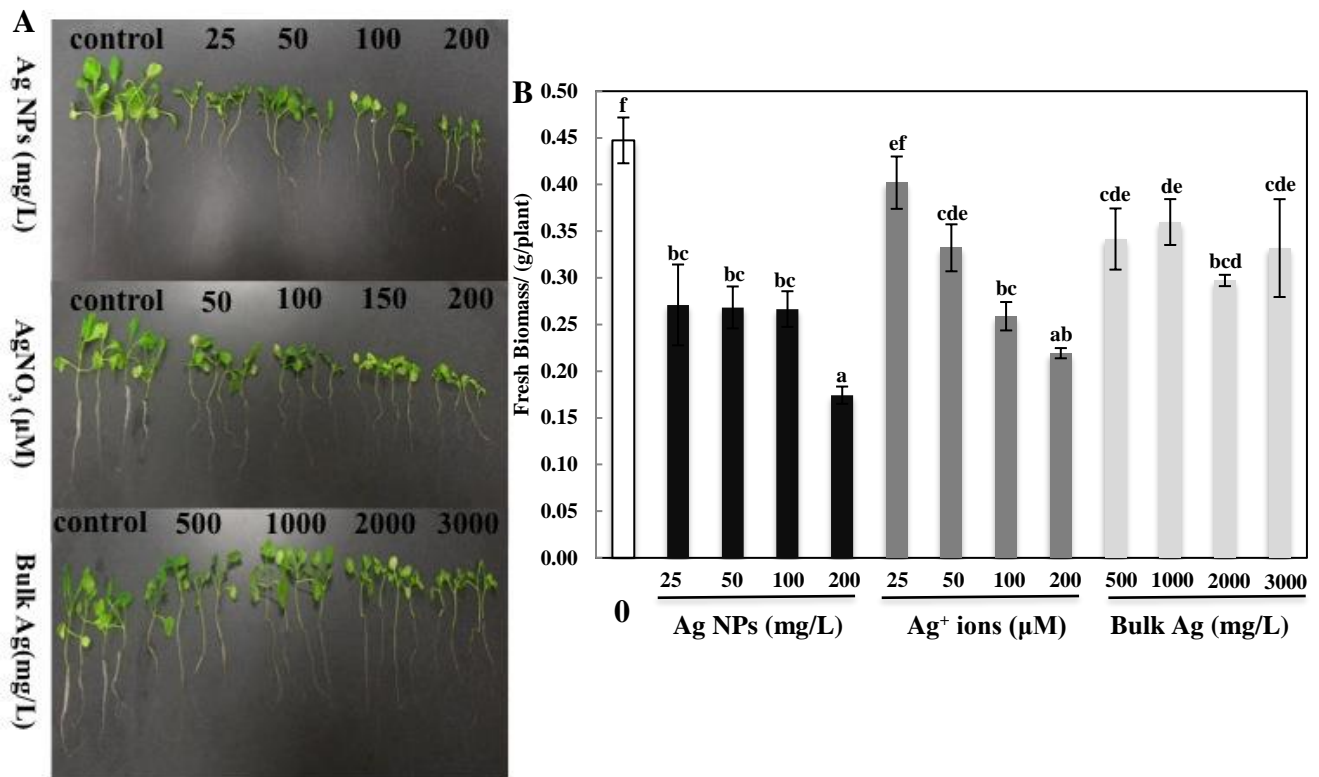 A
control 25 50 100 200
Ag NPs (mg/L)
control 50 100 150 200
AgNO₃ (μM)
control 500 1000 2000 3000
Bulk Ag(mg/L)
B
Fresh Biomass/ (g/plant)
0.50
0.45
0.40
0.35
0.30
0.25
0.20
0.15
0.10
0.05
0.00
f
bc bc bc a
ef cde bc ab
cde de bcd cde
0
25 50 100 200
25 50 100 200
500 1000 2000 3000
Ag NPs (mg/L)
Ag⁺ ions (μM)
Bulk Ag (mg/L)